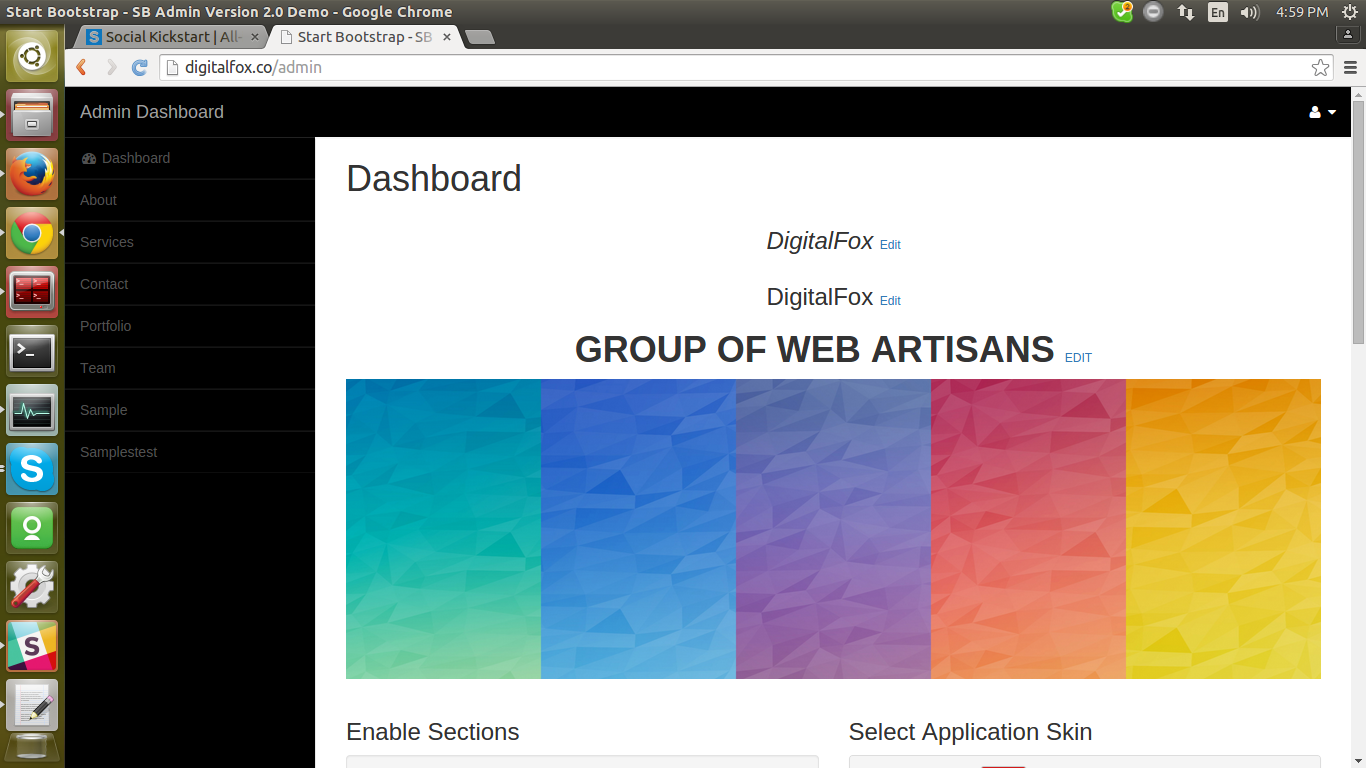 Start Bootstrap - SB Admin Version 2.0 Demo - Google Chrome
2
En
4:59 PM
S Social Kickstart | All-
Start Bootstrap - SB
digitalfox.co/admin
Admin Dashboard
Dashboard
About
Services
Contact
Portfolio
Team
Sample
Samplestest
Dashboard
DigitalFox Edit
DigitalFox Edit
GROUP OF WEB ARTISANS EDIT
Enable Sections
Select Application Skin